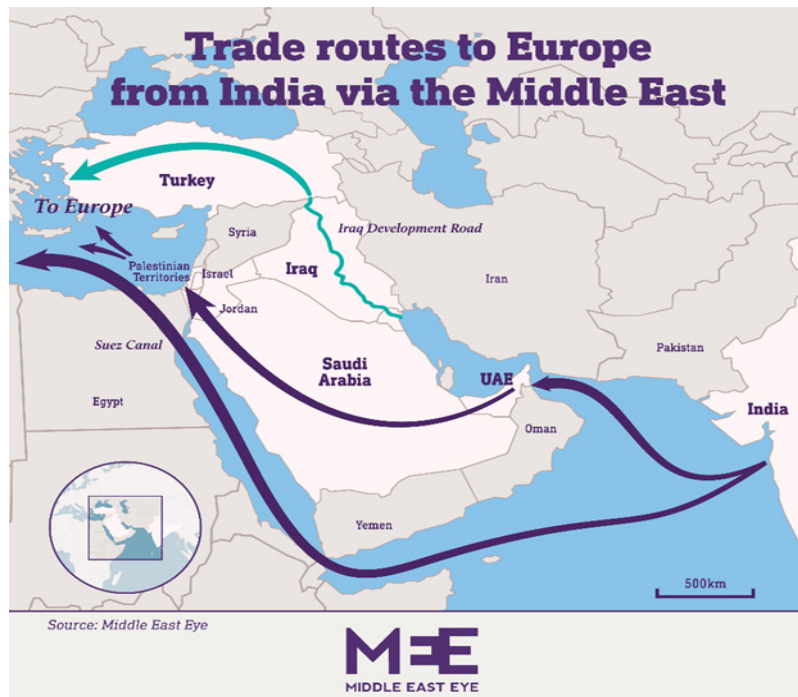 Trade routes to Europe
from India via the Middle East
Turkey
To Europe
Syria
Iraq Development Road
Palestinian
Territories
Israel
Iraq
Iran
Jordan
Suez Canal
Pakistan
Saudi
Arabia
UAE
Egypt
India
Oman
Yemen
500km
Source: Middle East Eye
MEE
MIDDLE EAST EYE